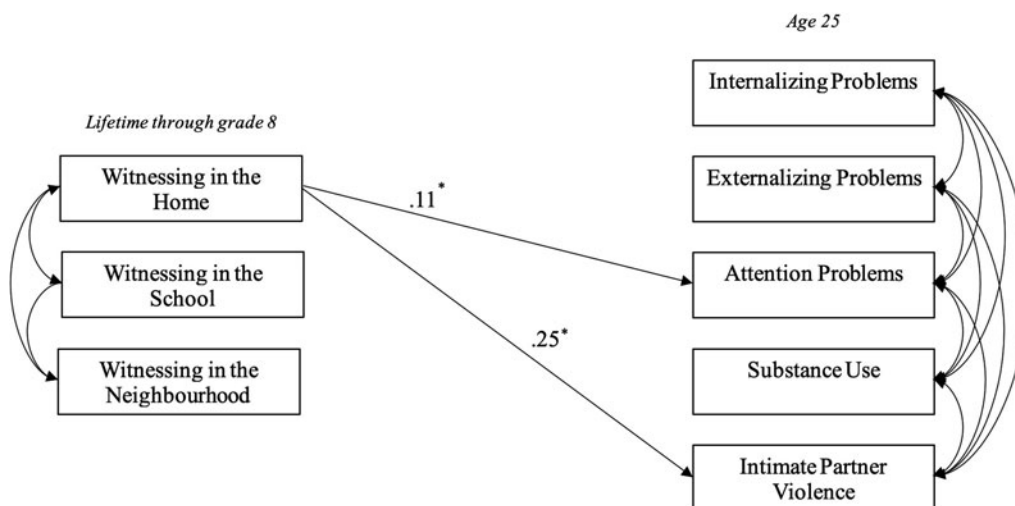 Age 25
Internalizing Problems
Lifetime through grade 8
Witnessing in the
Home
Externalizing Problems
.11*
Witnessing in the
School
Attention Problems
.25*
Witnessing in the
Neighbourhood
Substance Use
Intimate Partner
Violence